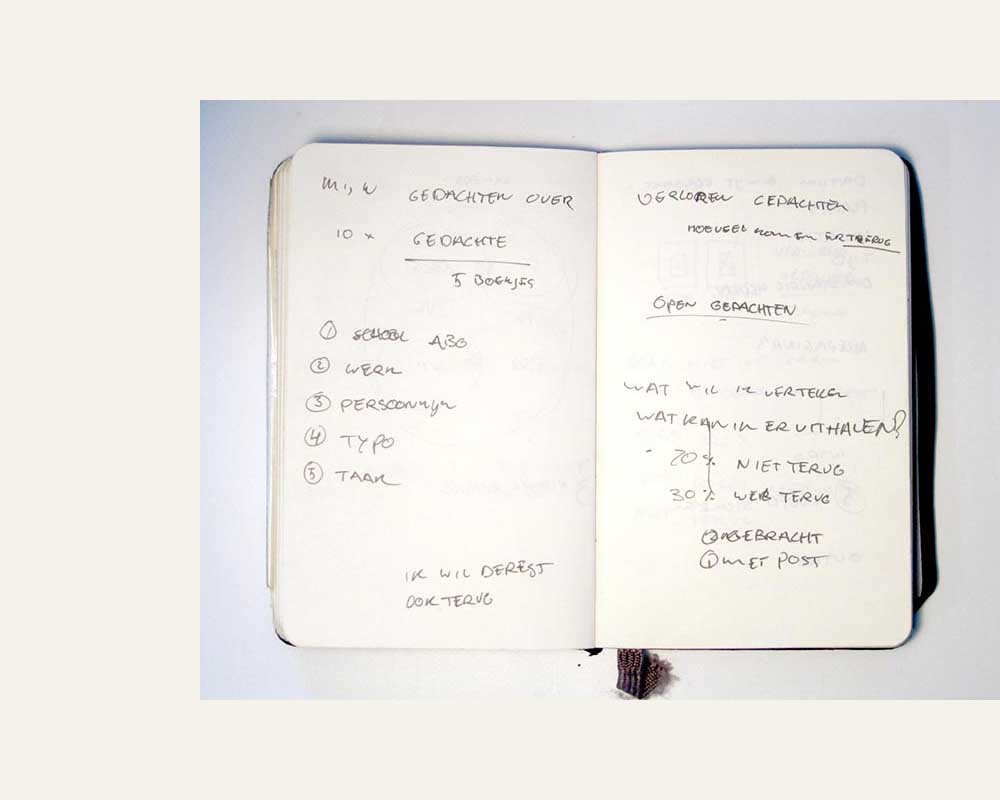 M , W GEDACHTEN OVER
10 x GEDACHTE
5 BOEKJES
① SCHOOL ABG
② WERK
③ PERSOONLIJK
④ TYPO
⑤ TAAK
IK WIL DE REST
OOK TERUG
VERLOREN GEDACHTEN
HOEVEEL KOMEN ER TERUG
OPEN GEDACHTEN
WAT WIL IK VERTELLEN
WAT KAN IK ER UITHALEN?
- 70 % NIET TERUG
30 % WEL TERUG
② GEBRACHT
① MET POST